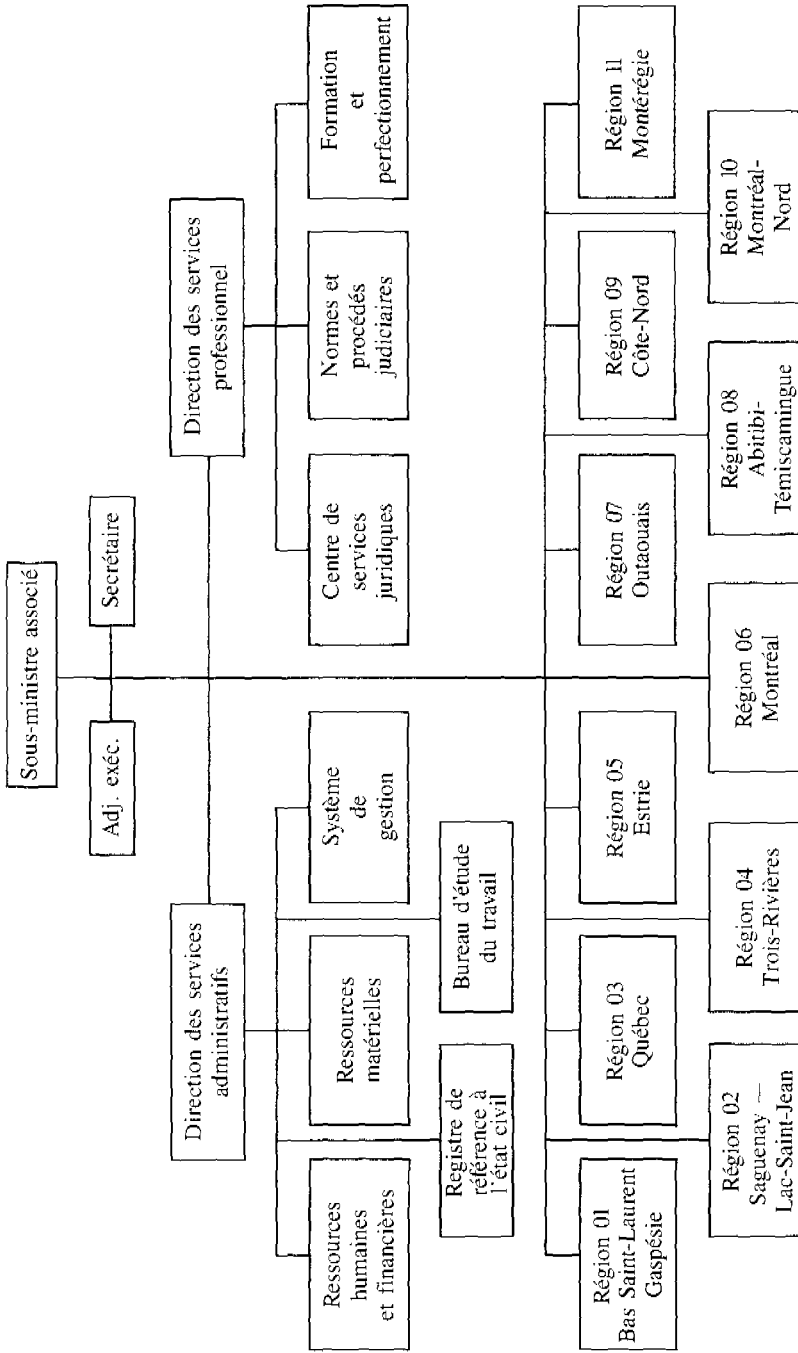 Sous-ministre associé
Adj. exéc.
Secrétaire
Direction des services
administratifs
Direction des services
professionnel
Ressources
humaines
et financières
Ressources
matérielles
Système
de
gestion
Centre de
services
juridiques
Normes et
procédés
judiciaires
Formation
et
perfectionnement
Registre de
référence à
l'état civil
Bureau d'étude
du travail
Région 01
Bas Saint-Laurent
Gaspésie
Région 03
Québec
Région 05
Estrie
Région 07
Outaouais
Région 09
Côte-Nord
Région 11
Montérégie
Région 02
Saguenay —
Lac-Saint-Jean
Région 04
Trois-Rivières
Région 06
Montréal
Région 08
Abitibi-
Témiscamingue
Région 10
Montréal-
Nord